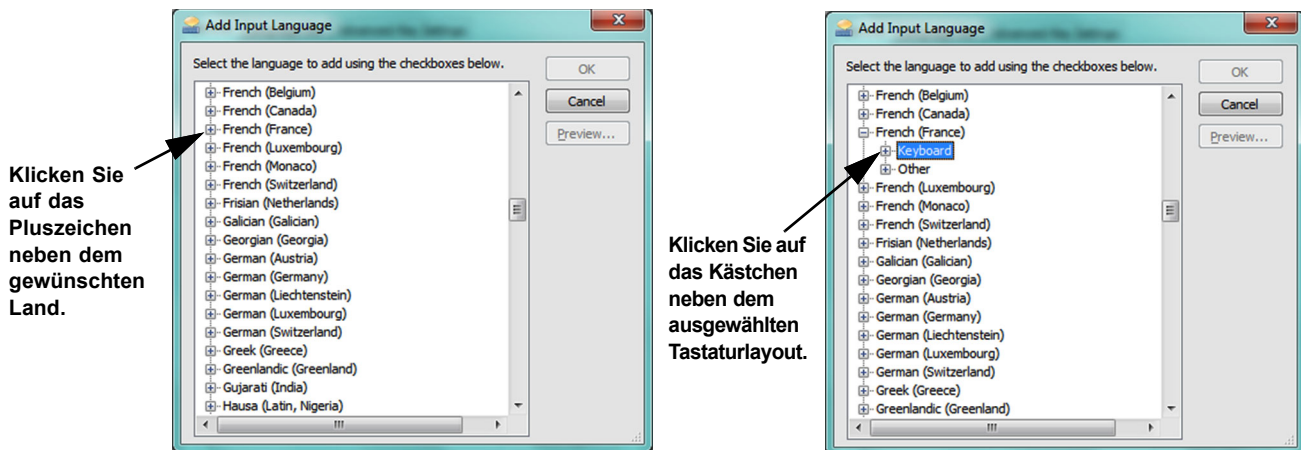 Add Input Language
Select the language to add using the checkboxes below.
French (Belgium)
French (Canada)
French (France)
French (Luxembourg)
French (Monaco)
French (Switzerland)
Frisian (Netherlands)
Galician (Galician)
Georgian (Georgia)
German (Austria)
German (Germany)
German (Liechtenstein)
German (Luxembourg)
German (Switzerland)
Greek (Greece)
Greenlandic (Greenland)
Gujarati (India)
Hausa (Latin, Nigeria)
OK
Cancel
Preview...
Klicken Sie
auf das
Pluszeichen
neben dem
gewünschten
Land.
Add Input Language
Select the language to add using the checkboxes below.
French (Belgium)
French (Canada)
French (France)
Keyboard
Other
French (Luxembourg)
French (Monaco)
French (Switzerland)
Frisian (Netherlands)
Galician (Galician)
Georgian (Georgia)
German (Austria)
German (Germany)
German (Liechtenstein)
German (Luxembourg)
German (Switzerland)
Greek (Greece)
Greenlandic (Greenland)
OK
Cancel
Preview...
Klicken Sie auf
das Kästchen
neben dem
ausgewählten
Tastaturlayout.